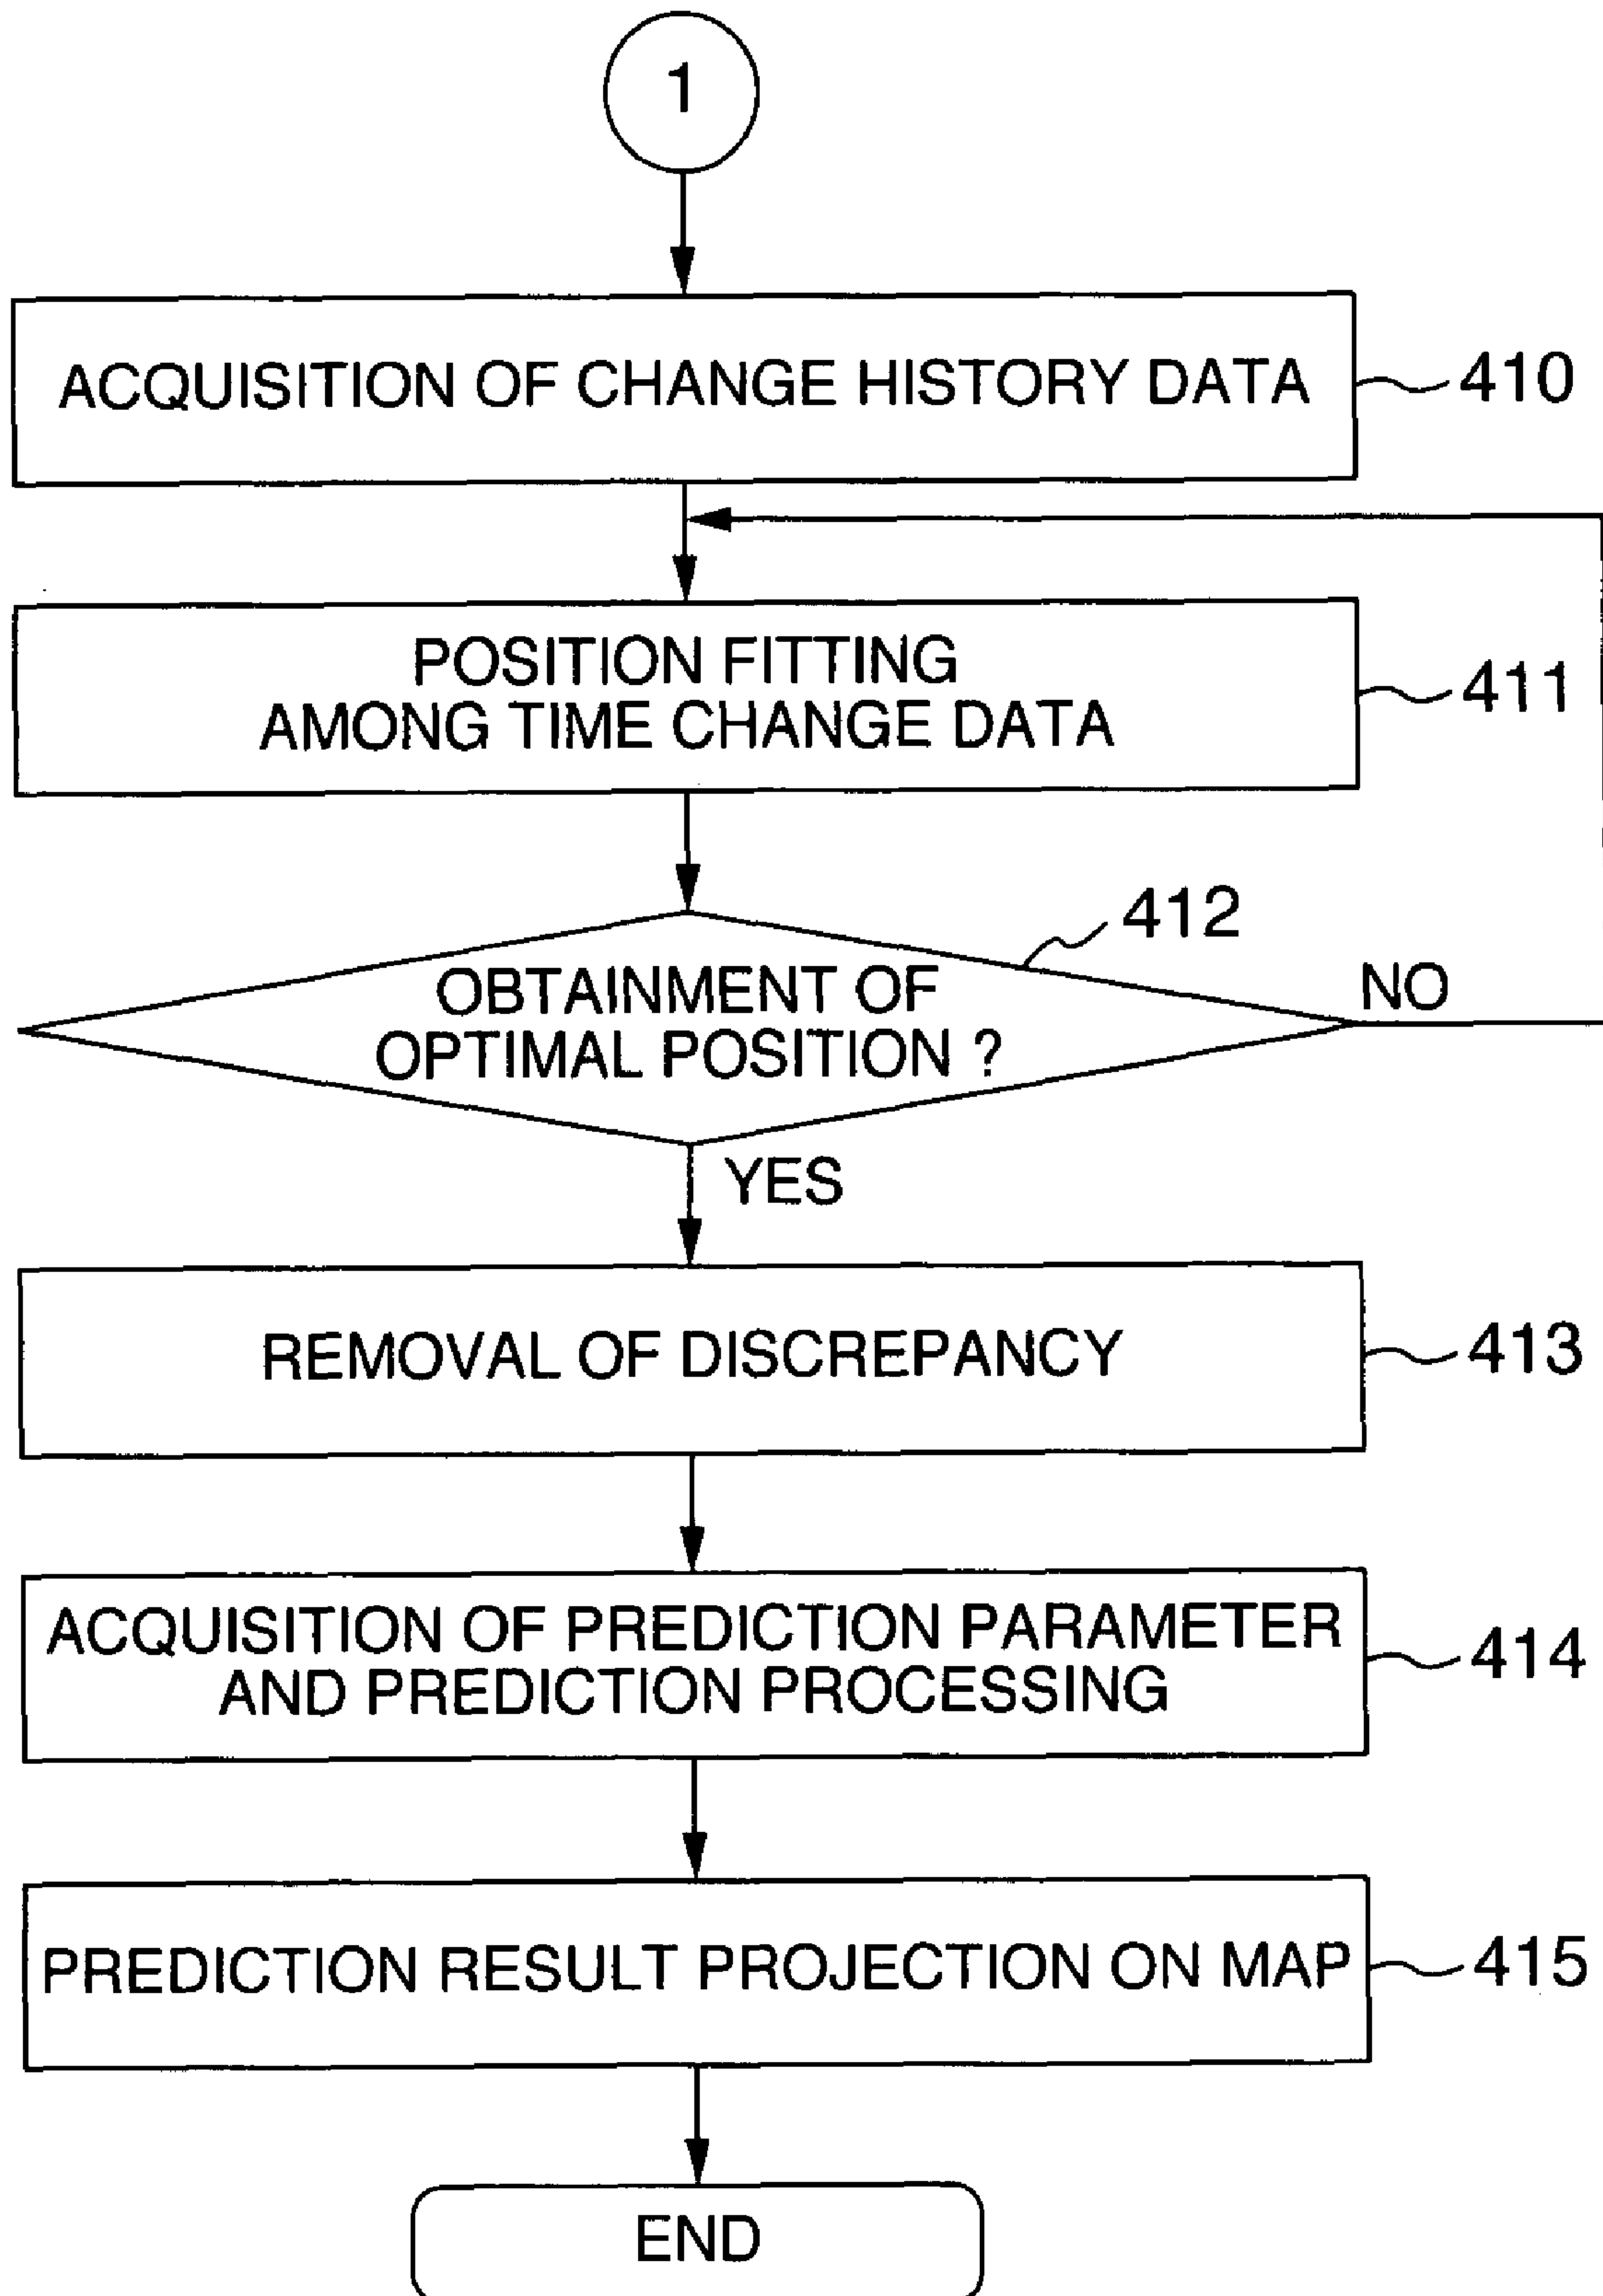 1
ACQUISITION OF CHANGE HISTORY DATA
410
POSITION FITTING
AMONG TIME CHANGE DATA
411
412
OBTAINMENT OF
OPTIMAL POSITION ?
NO
YES
REMOVAL OF DISCREPANCY
413
ACQUISITION OF PREDICTION PARAMETER
AND PREDICTION PROCESSING
414
PREDICTION RESULT PROJECTION ON MAP
415
END